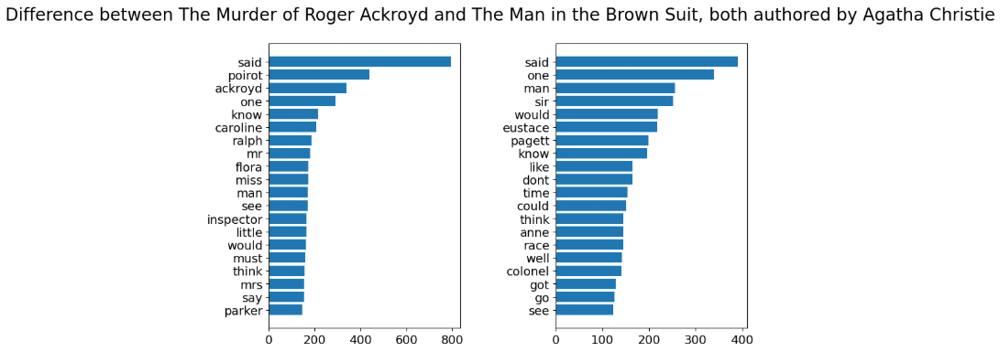 Difference between The Murder of Roger Ackroyd and The Man in the Brown Suit, both authored by Agatha Christie
said
poirot
ackroyd
one
know
caroline
ralph
mr
flora
miss
man
see
inspector
little
would
must
think
mrs
say
parker
0 200 400 600 800
said
one
man
sir
would
eustace
pagett
know
like
dont
time
could
think
anne
race
well
colonel
got
go
see
0 100 200 300 400